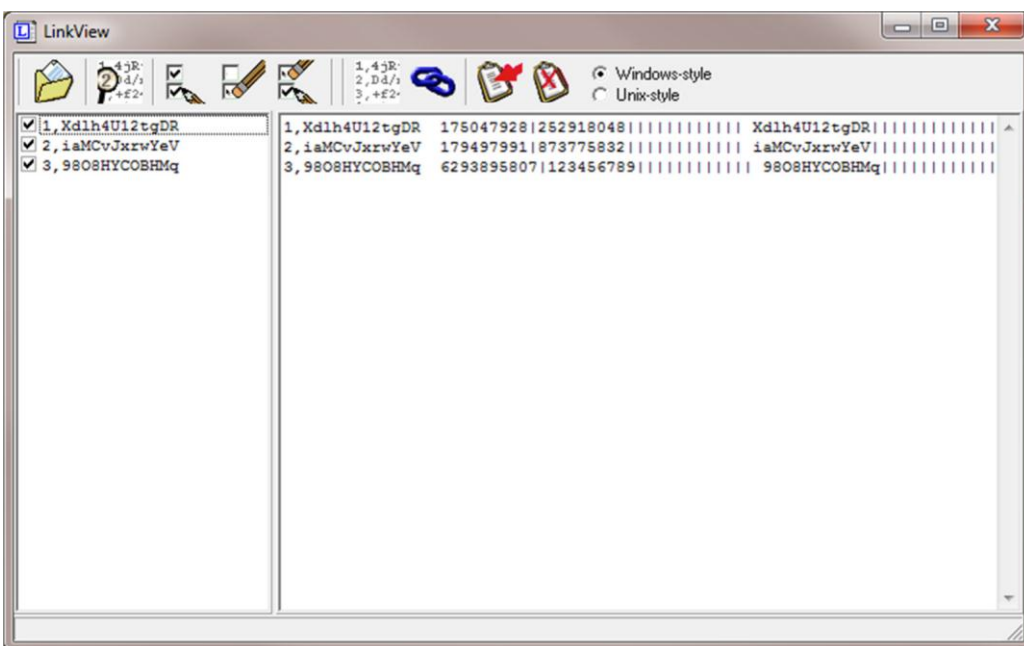 LinkView
Windows-style
Unix-style
1,Xdlh4U12tgDR
2,iaMCvJxrwYeV
3,98O8HYCOBHMq
1,Xdlh4U12tgDR 175047928|252918048|||||||||||| Xdlh4U12tgDR|||||||||||||
2,iaMCvJxrwYeV 179497991|873775832|||||||||||| iaMCvJxrwYeV|||||||||||||
3,98O8HYCOBHMq 6293895807|123456789|||||||||||| 98O8HYCOBHMq||||||||||||